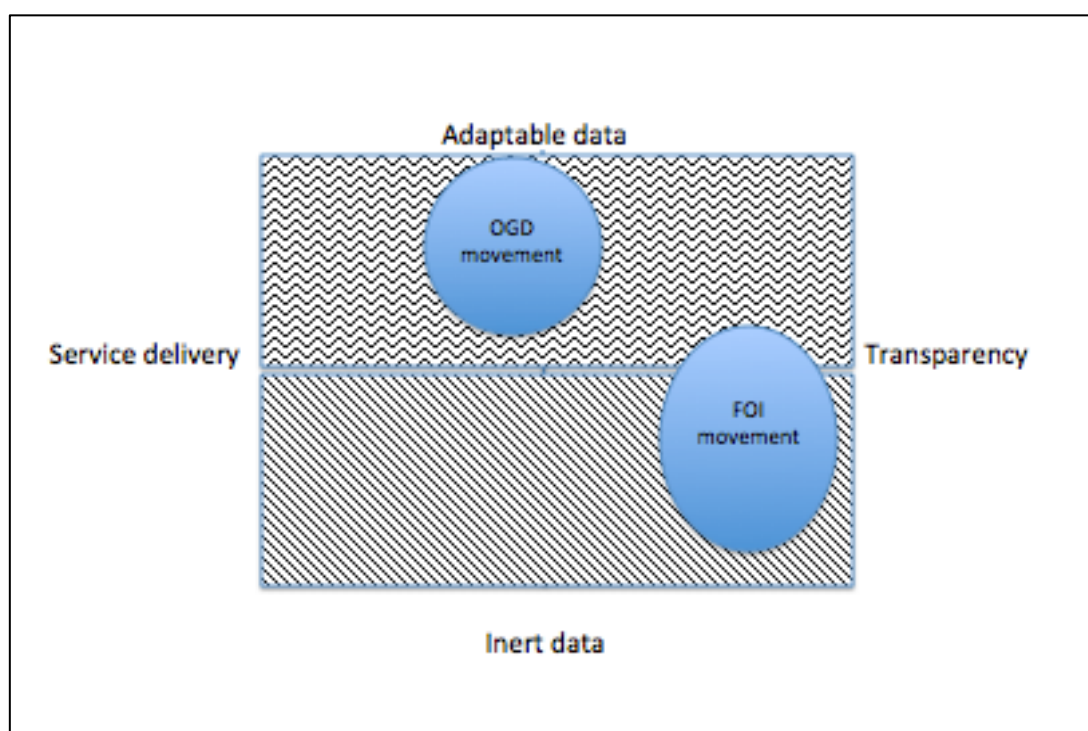 Adaptable data
OGD
movement
Service delivery
Transparency
FOI
movement
Inert data